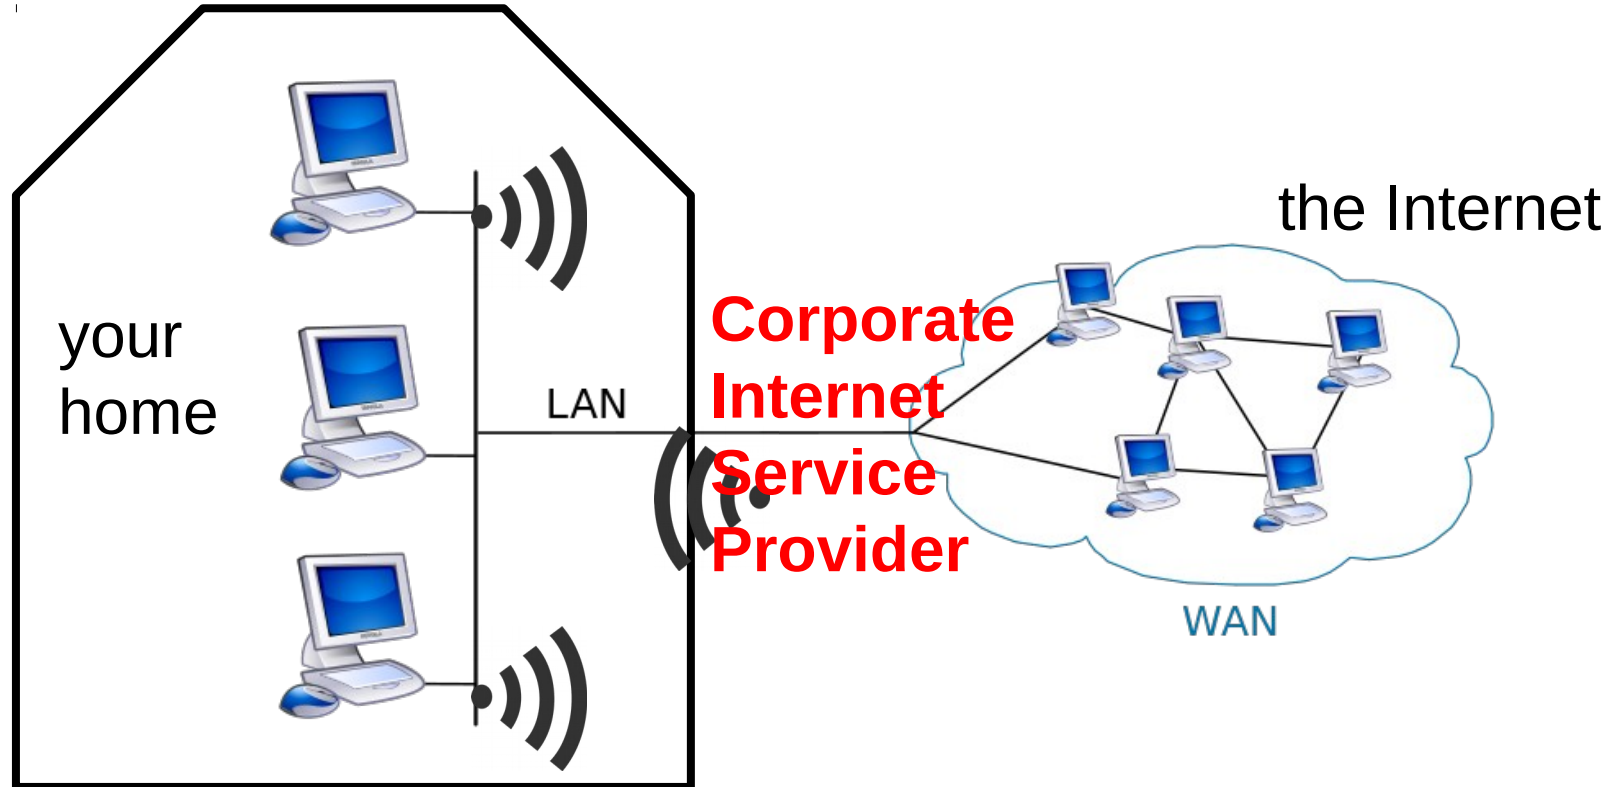 the Internet
your
home
Corporate
Internet
Service
Provider
LAN
WAN